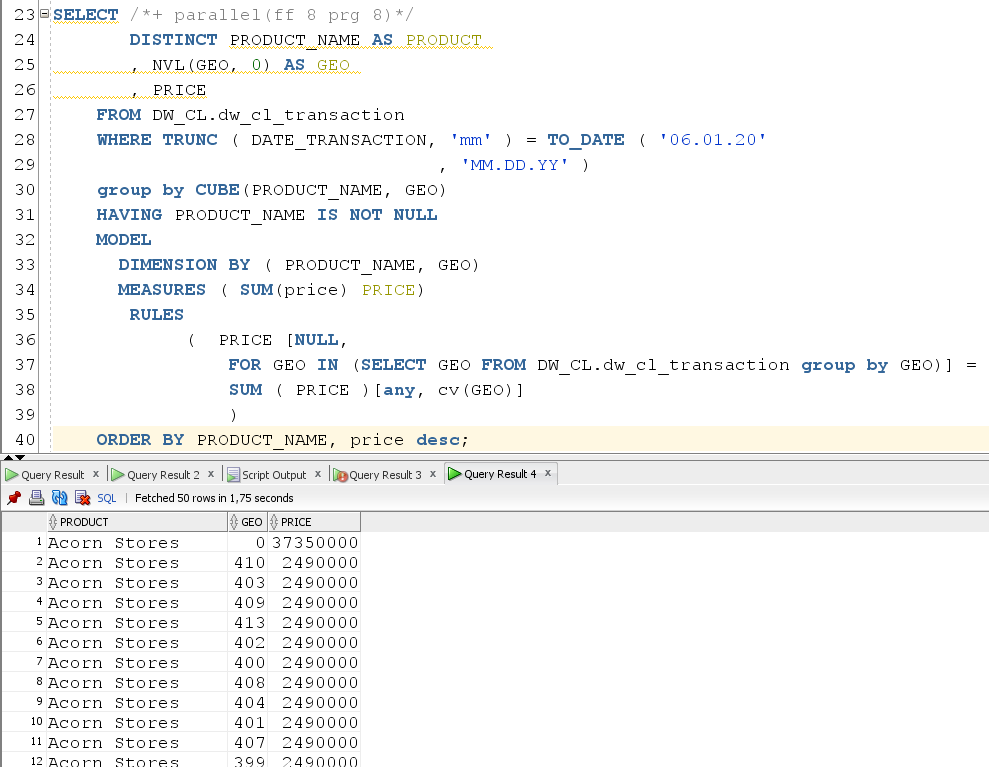 23 SELECT /*+ parallel(ff 8 prg 8)*/
24 DISTINCT PRODUCT_NAME AS PRODUCT
25 , NVL(GEO, 0) AS GEO
26 , PRICE
27 FROM DW_CL.dw_cl_transaction
28 WHERE TRUNC ( DATE_TRANSACTION, 'mm' ) = TO_DATE ( '06.01.20'
29 , 'MM.DD.YY' )
30 group by CUBE(PRODUCT_NAME, GEO)
31 HAVING PRODUCT_NAME IS NOT NULL
32 MODEL
33 DIMENSION BY ( PRODUCT_NAME, GEO)
34 MEASURES ( SUM(price) PRICE)
35 RULES
36 ( PRICE [NULL,
37 FOR GEO IN (SELECT GEO FROM DW_CL.dw_cl_transaction group by GEO)] =
38 SUM ( PRICE )[any, cv(GEO)]
39 )
40 ORDER BY PRODUCT_NAME, price desc;
Query Result x Query Result 2 x Script Output x Query Result 3 x Query Result 4 x
SQL | Fetched 50 rows in 1,75 seconds
PRODUCT GEO PRICE
1 Acorn Stores 0 37350000
2 Acorn Stores 410 2490000
3 Acorn Stores 403 2490000
4 Acorn Stores 409 2490000
5 Acorn Stores 413 2490000
6 Acorn Stores 402 2490000
7 Acorn Stores 400 2490000
8 Acorn Stores 408 2490000
9 Acorn Stores 404 2490000
10 Acorn Stores 401 2490000
11 Acorn Stores 407 2490000
12 Acorn Stores 399 2490000